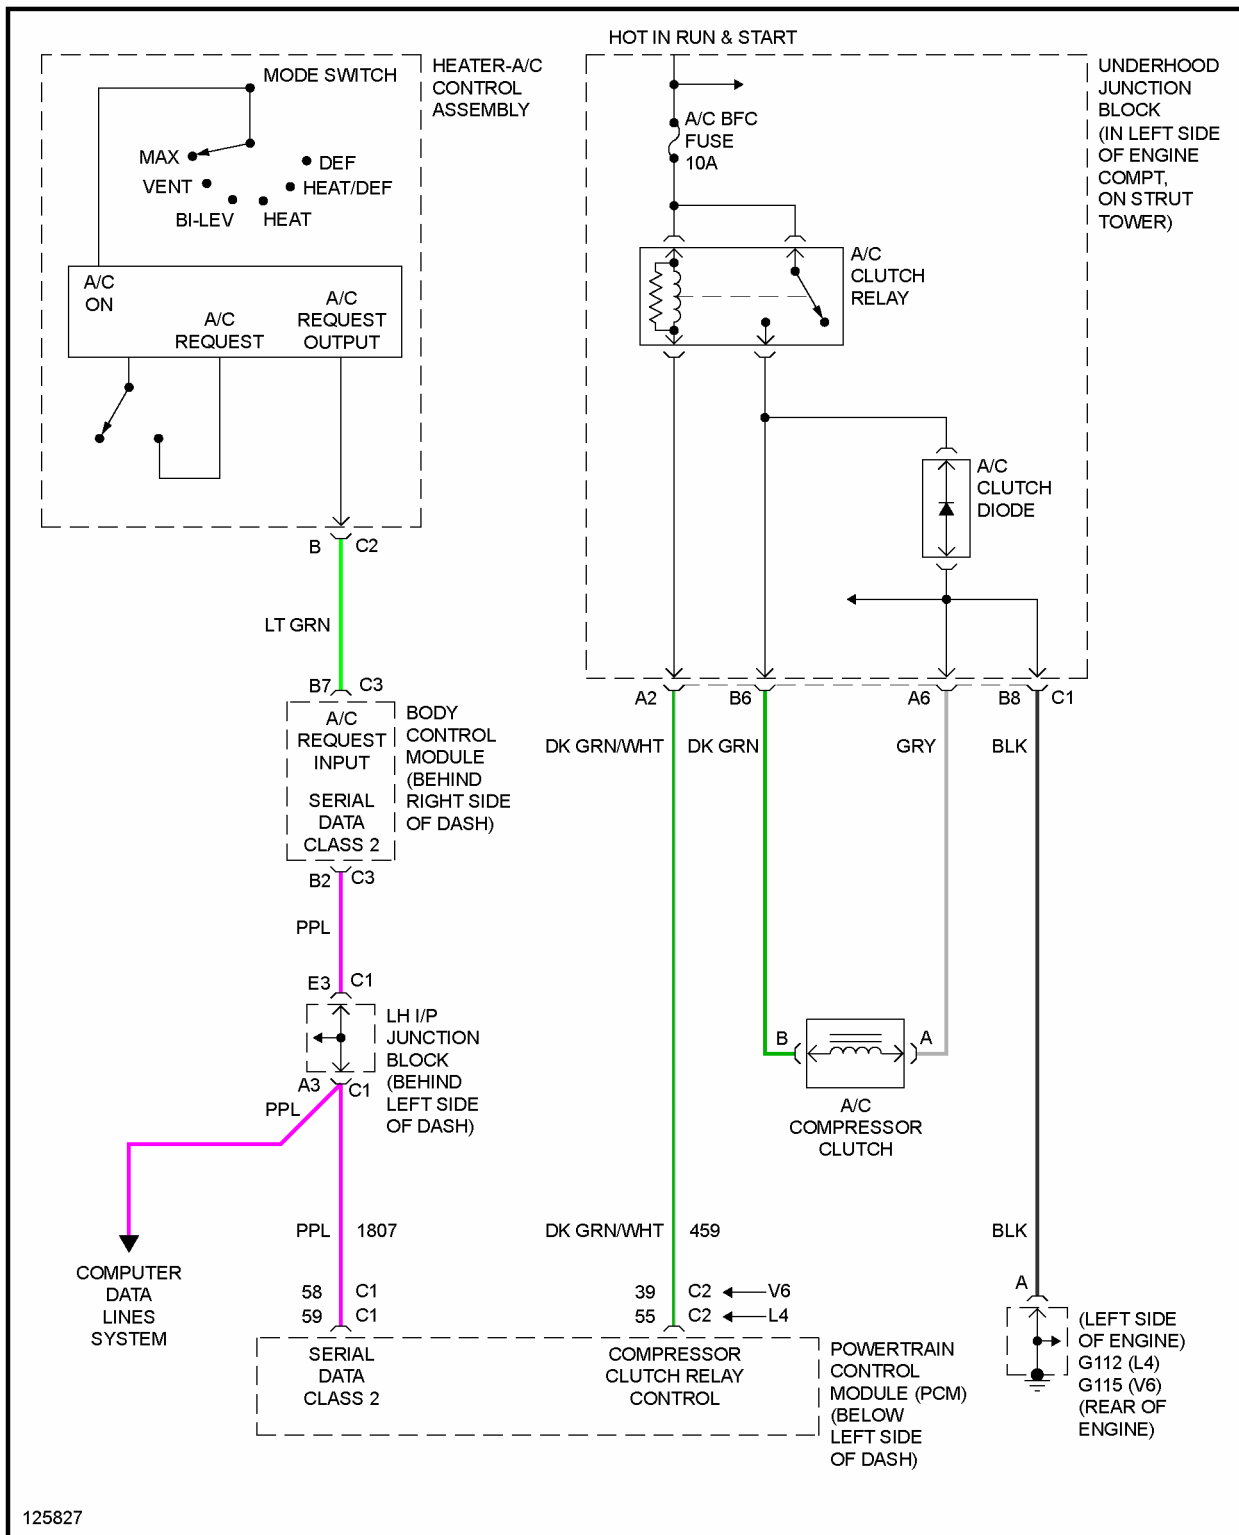 HOT IN RUN & START
MODE SWITCH
HEATER-A/C
CONTROL
ASSEMBLY
MAX
VENT
BI-LEV
HEAT
HEAT/DEF
DEF
A/C
ON
A/C
REQUEST
A/C
REQUEST
OUTPUT
B
C2
LT GRN
B7
C3
A/C
REQUEST
INPUT
SERIAL
DATA
CLASS 2
BODY
CONTROL
MODULE
(BEHIND
RIGHT SIDE
OF DASH)
B2
C3
PPL
E3
C1
LH I/P
JUNCTION
BLOCK
(BEHIND
LEFT SIDE
OF DASH)
A3
C1
PPL
COMPUTER
DATA
LINES
SYSTEM
PPL
1807
58
C1
59
C1
SERIAL
DATA
CLASS 2
UNDERHOOD
JUNCTION
BLOCK
(IN LEFT SIDE
OF ENGINE
COMPT,
ON STRUT
TOWER)
A/C BFC
FUSE
10A
A/C
CLUTCH
RELAY
A/C
CLUTCH
DIODE
A2
B6
A6
B8
C1
DK GRN/WHT
DK GRN
GRY
BLK
B
A
A/C
COMPRESSOR
CLUTCH
DK GRN/WHT
459
BLK
39
C2
V6
55
C2
L4
COMPRESSOR
CLUTCH RELAY
CONTROL
POWERTRAIN
CONTROL
MODULE (PCM)
(BELOW
LEFT SIDE
OF DASH)
A
(LEFT SIDE
OF ENGINE)
G112 (L4)
G115 (V6)
(REAR OF
ENGINE)
125827